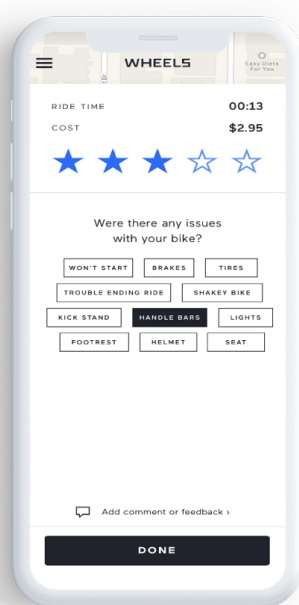 Easy Diets
For You
WHEELS
RIDE TIME 00:13
COST $2.95
Were there any issues
with your bike?
WON'T START BRAKES TIRES
TROUBLE ENDING RIDE SHAKEY BIKE
KICK STAND HANDLE BARS LIGHTS
FOOTREST HELMET SEAT
Add comment or feedback ›
DONE